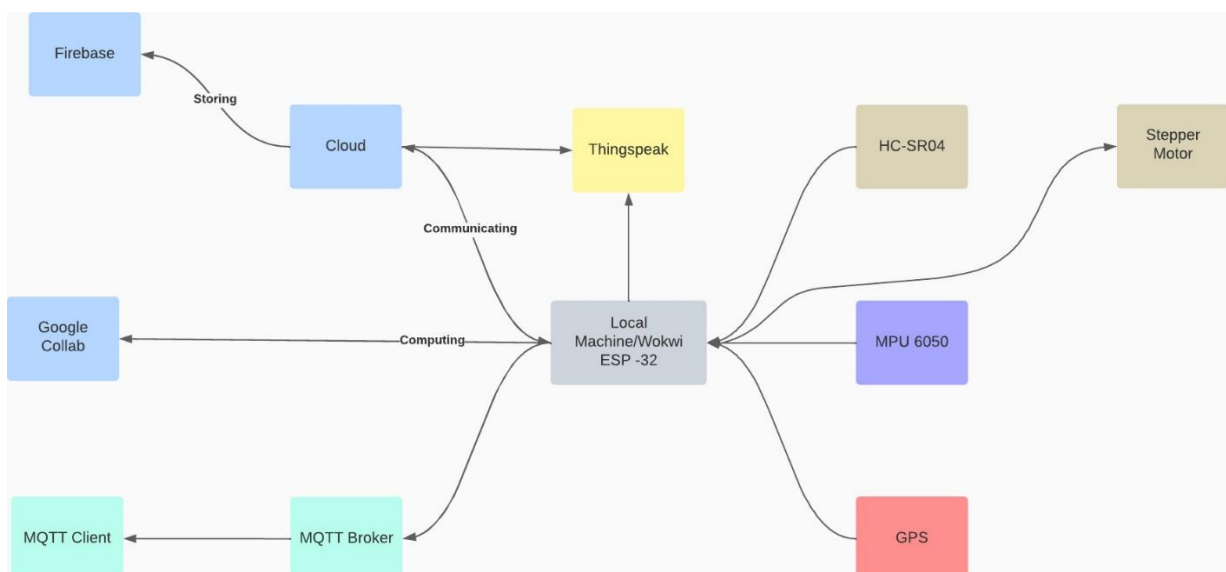 Firebase
Storing
Cloud
Thingspeak
HC-SR04
Stepper
Motor
Communicating
Google
Collab
Computing
Local
Machine/Wokwi
ESP -32
MPU 6050
MQTT Client
MQTT Broker
GPS